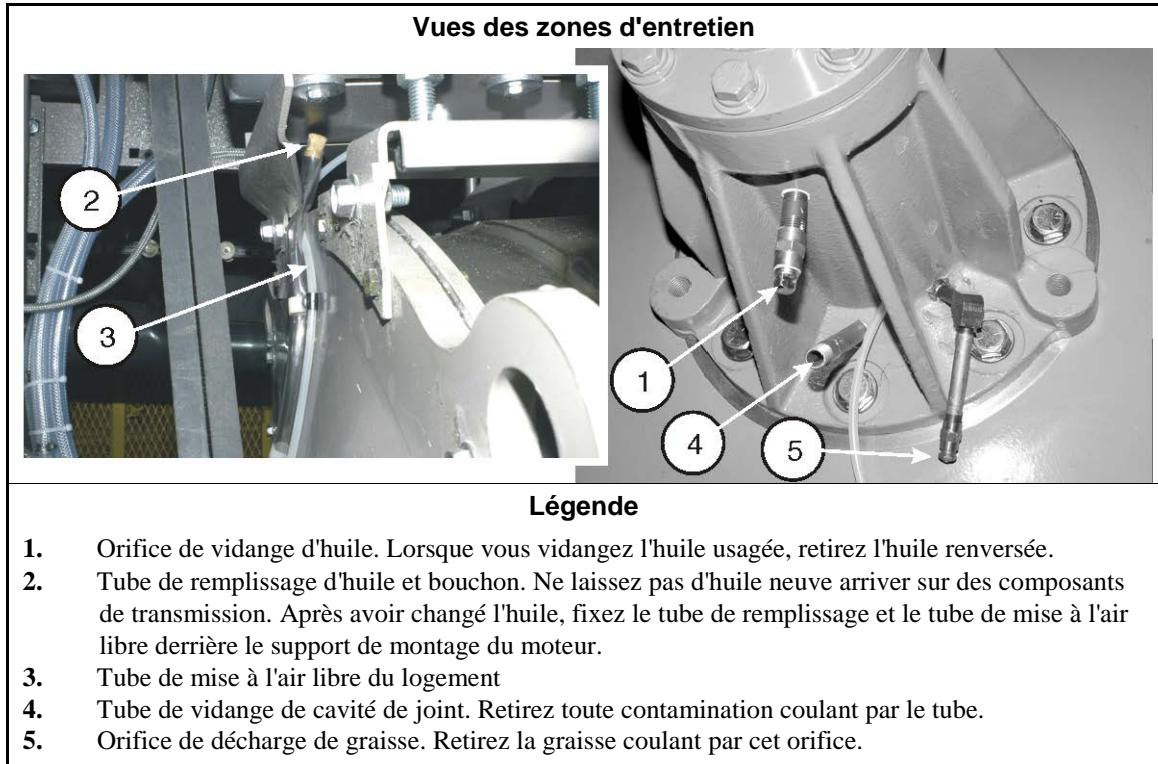 Vues des zones d'entretien
2
3
1
4
5
Légende
1. Orifice de vidange d'huile. Lorsque vous vidangez l'huile usagée, retirez l'huile renversée.
2. Tube de remplissage d'huile et bouchon. Ne laissez pas d'huile neuve arriver sur des composants
de transmission. Après avoir changé l'huile, fixez le tube de remplissage et le tube de mise à l'air
libre derrière le support de montage du moteur.
3. Tube de mise à l'air libre du logement
4. Tube de vidange de cavité de joint. Retirez toute contamination coulant par le tube.
5. Orifice de décharge de graisse. Retirez la graisse coulant par cet orifice.